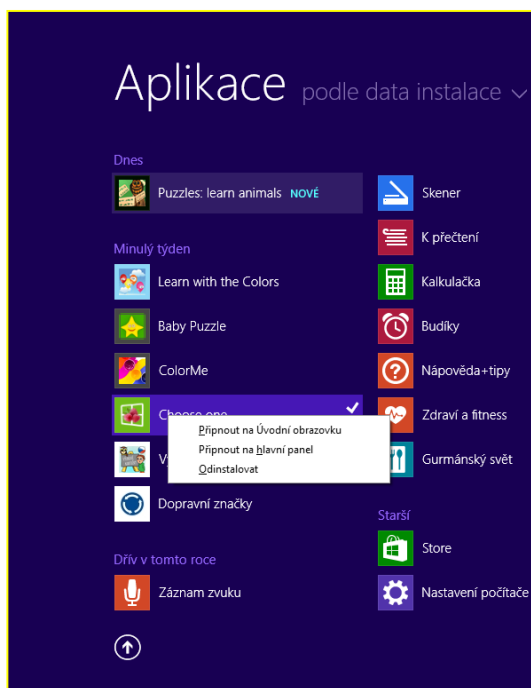 Aplikace podle data instalace
Dnes
Puzzles: learn animals NOVÉ
Minulý týden
Learn with the Colors
Baby Puzzle
ColorMe
Choose one
Připnout na Úvodní obrazovku
Připnout na hlavní panel
Odinstalovat
Dopravní značky
Dřív v tomto roce
Záznam zvuku
Skener
K přečtení
Kalkulačka
Budíky
Nápověda+tipy
Zdraví a fitness
Gurmánský svět
Starší
Store
Nastavení počítače